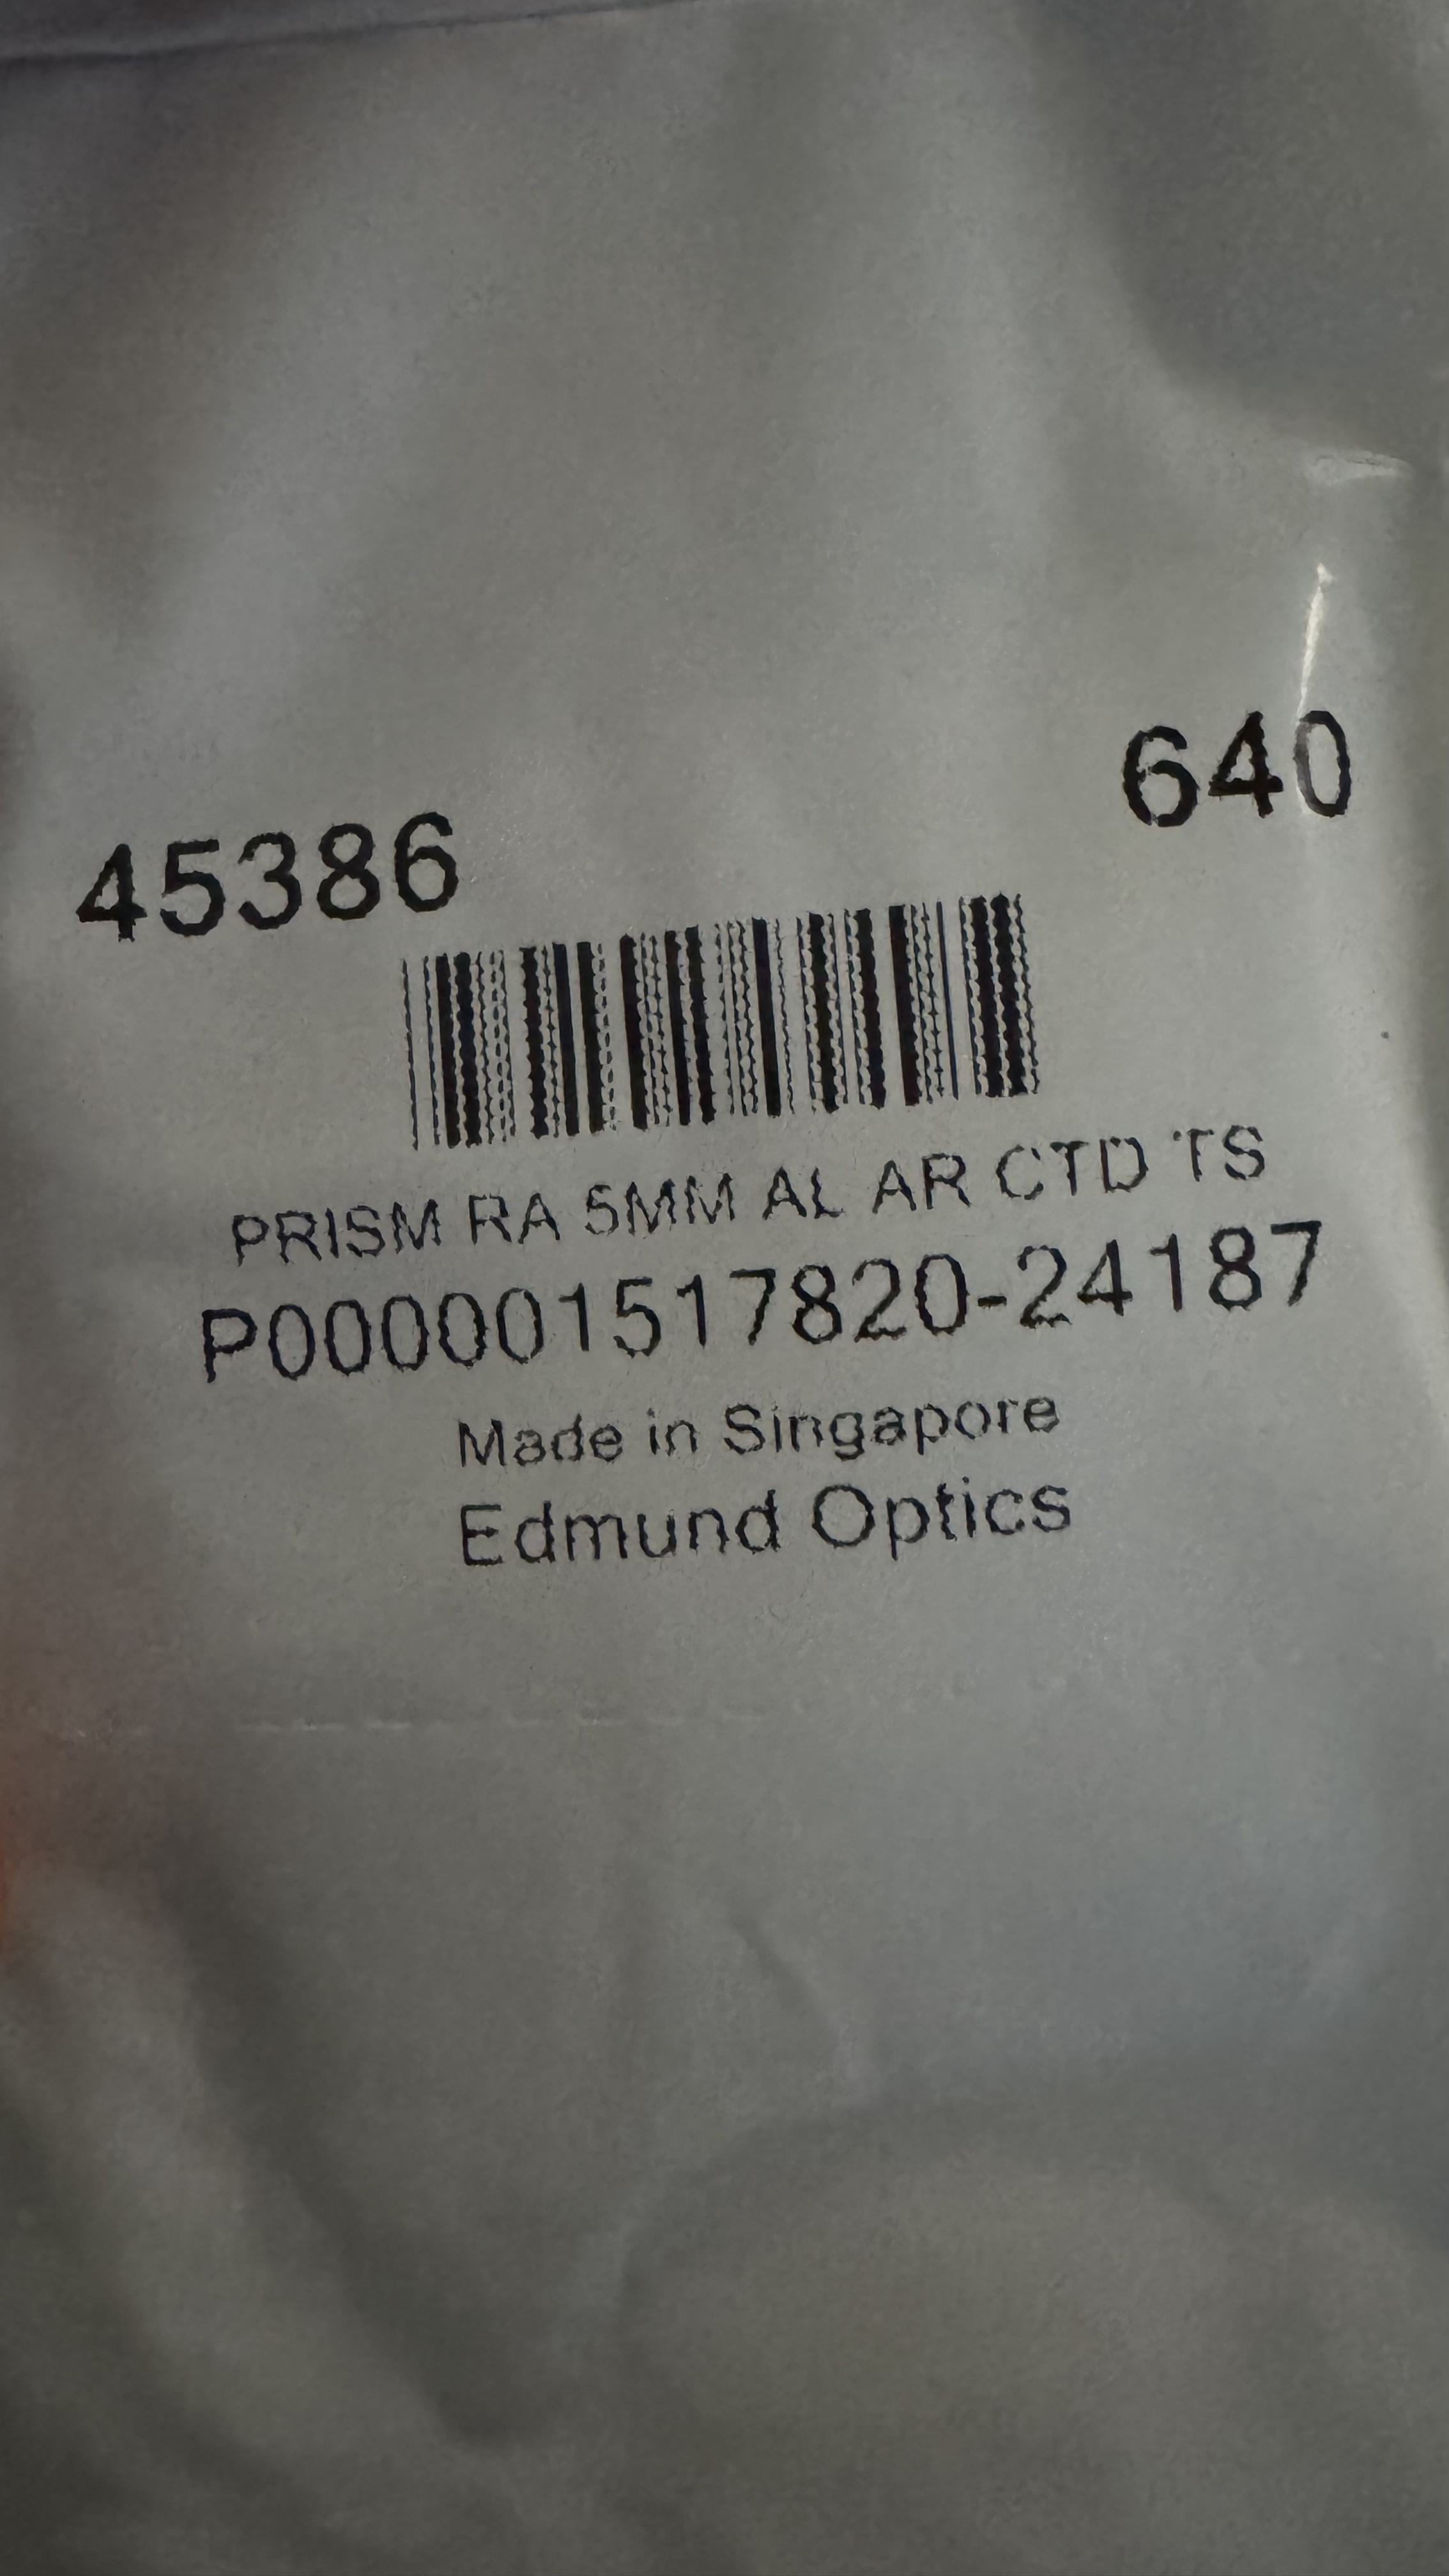 640
45386
PRISM RA 5MM AL AR CTD TS
P000001517820-24187
Made in Singapore
Edmund Optics